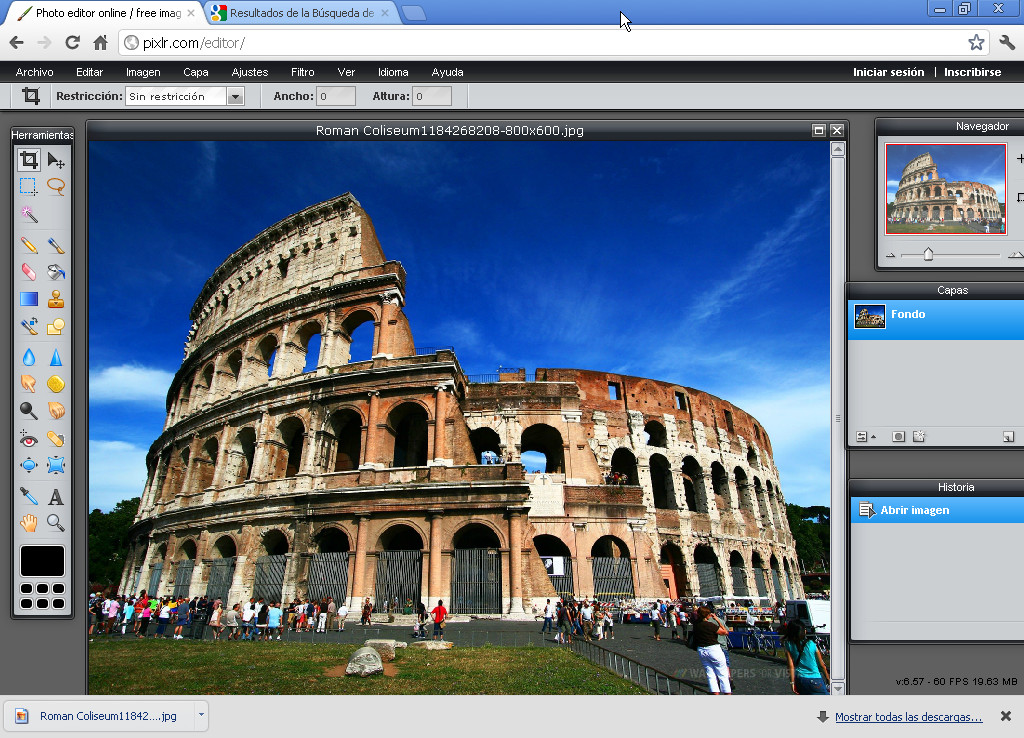 Photo editor online / free imag
Resultados de la Búsqueda de
pixlr.com/editor/
Archivo Editar Imagen Capa Ajustes Filtro Ver Idioma Ayuda Iniciar sesión | Inscribirse
Restricción: Sin restricción Ancho: 0 Altura: 0
Herramientas
Roman Coliseum1184268208-800x600.jpg
Navegador
Capas
Fondo
Historia
Abrir imagen
v:6.57 - 60 FPS 19.63 MB
Roman Coliseum11842....jpg
Mostrar todas las descargas...